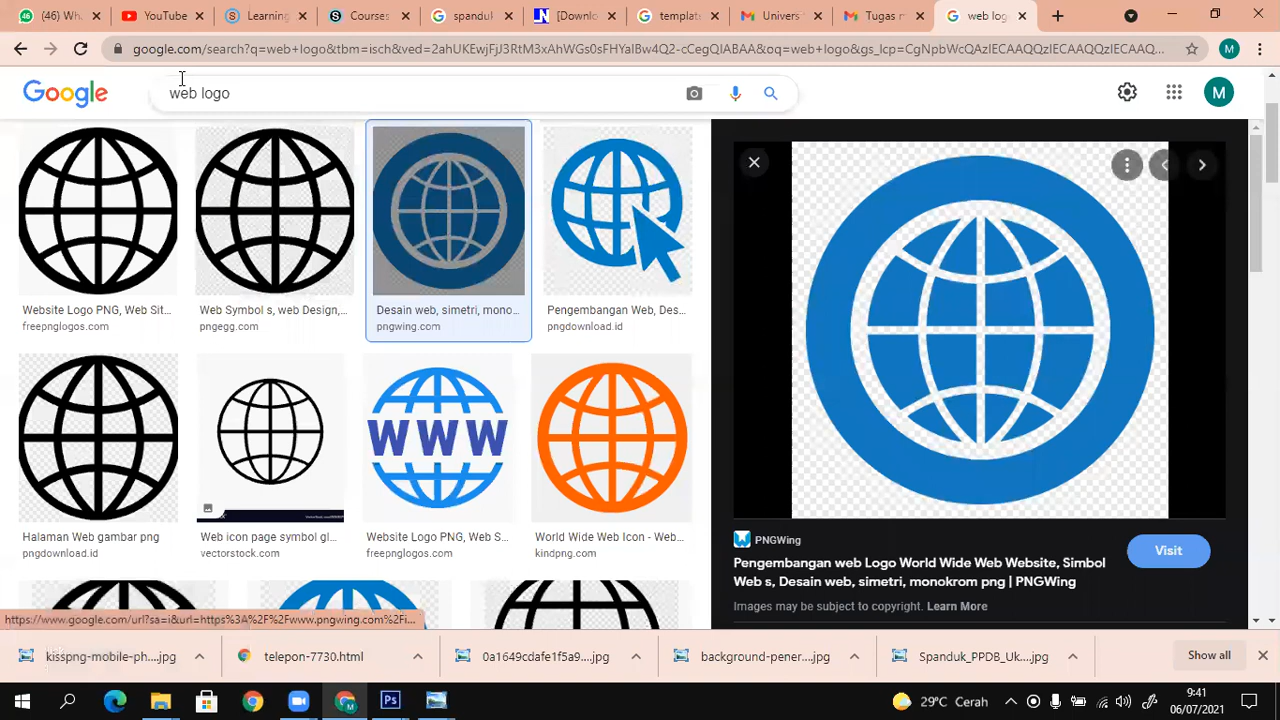 (46) Wh
YouTube
Learning
Courses
spanduk
[Downlo
template
Univers
Tugas m
web log
google.com/search?q=web+logo&tbm=isch&ved=2ahUKEwjFjJ3RtM3xAhWGs0sFHYaIBw4Q2-cCegQIABAA&oq=web+logo&gs_lcp=CgNpbWcQAzIECAAQQzIECAAQQzIECAAQQzIECAAQ...
M
Google
web logo
M
Website Logo PNG, Web Sit...
freepnglogos.com
Web Symbol s, web Design,...
pngegg.com
Desain web, simetri, mono...
pngwing.com
Pengembangan Web, Des...
pngdownload.id
WWW
Halaman Web gambar png
pngdownload.id
Web icon page symbol gl...
vectorstock.com
Website Logo PNG, Web S...
freepnglogos.com
World Wide Web Icon - Web...
kindpng.com
PNGWing
Pengembangan web Logo World Wide Web Website, Simbol
Web s, Desain web, simetri, monokrom png | PNGWing
Visit
Images may be subject to copyright. Learn More
https://www.google.com/url?sa=i&url=https%3A%2F%2Fwww.pngwing.com%2Fi...
kisspng-mobile-ph....jpg
telepon-7730.html
0a1649cdafe1f5a9....jpg
background-pener....jpg
Spanduk_PPDB_Uk....jpg
Show all
Ps
29°C Cerah
9:41
06/07/2021